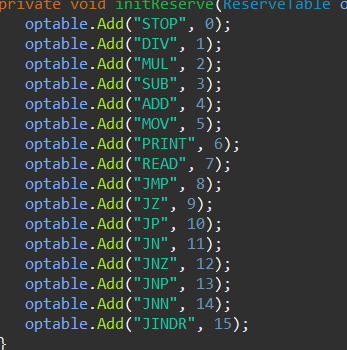 private void initReserve(ReserveTable o
optable.Add("STOP", 0);
optable.Add("DIV", 1);
optable.Add("MUL", 2);
optable.Add("SUB", 3);
optable.Add("ADD", 4);
optable.Add("MOV", 5);
optable.Add("PRINT", 6);
optable.Add("READ", 7);
optable.Add("JMP", 8);
optable.Add("JZ", 9);
optable.Add("JP", 10);
optable.Add("JN", 11);
optable.Add("JNZ", 12);
optable.Add("JNP", 13);
optable.Add("JNN", 14);
optable.Add("JINDR", 15);
}